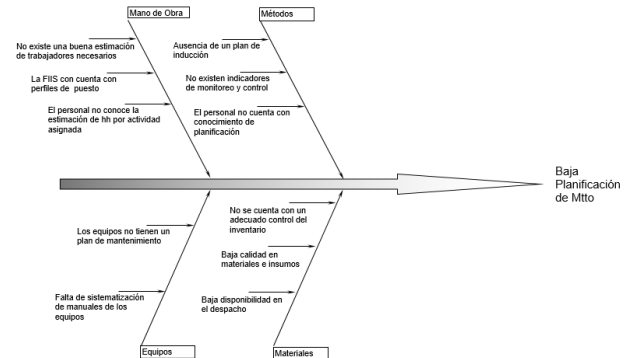 Mano de Obra
No existe una buena estimación
de trabajadores necesarios
La FIIS con cuenta con
perfiles de puesto
El personal no conoce la
estimación de hh por actividad
asignada
Métodos
Ausencia de un plan de
inducción
No existen indicadores
de monitoreo y control
El personal no cuenta con
conocimiento de
planificación
Baja
Planificación
de Mtto
Los equipos no tienen un
plan de mantenimiento
Falta de sistematización
de manuales de los
equipos
Equipos
No se cuenta con un
adecuado control del
inventario
Baja calidad en
materiales e insumos
Baja disponibilidad en
el despacho
Materiales